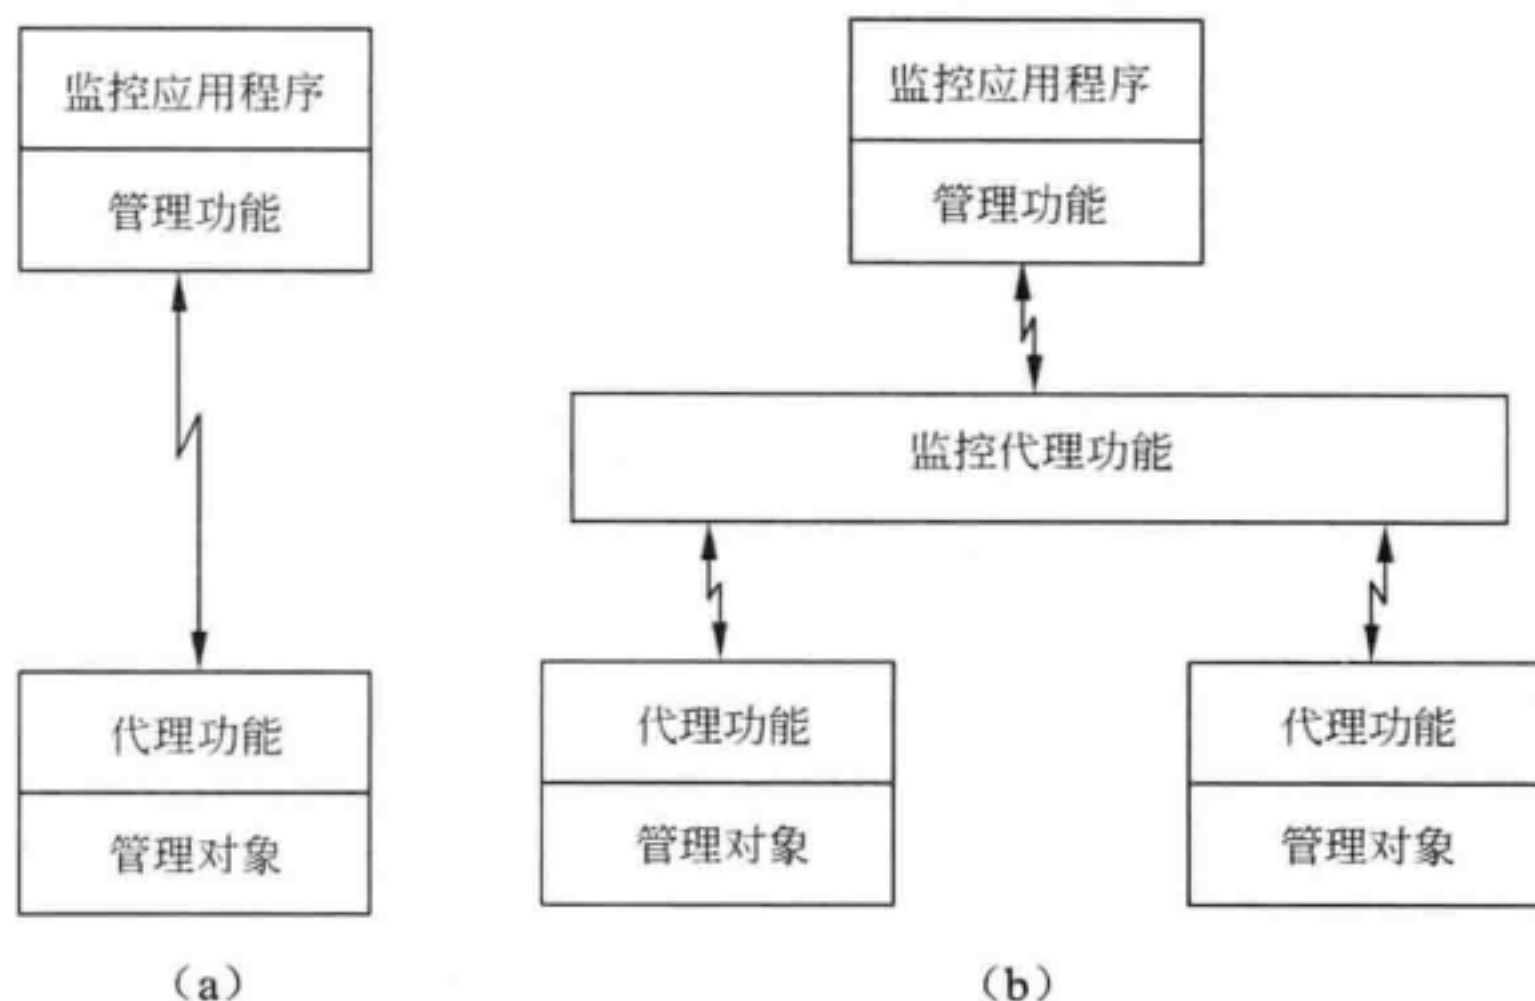 监控应用程序
管理功能
代理功能
管理对象
(a)
监控应用程序
管理功能
监控代理功能
代理功能
管理对象
代理功能
管理对象
(b)